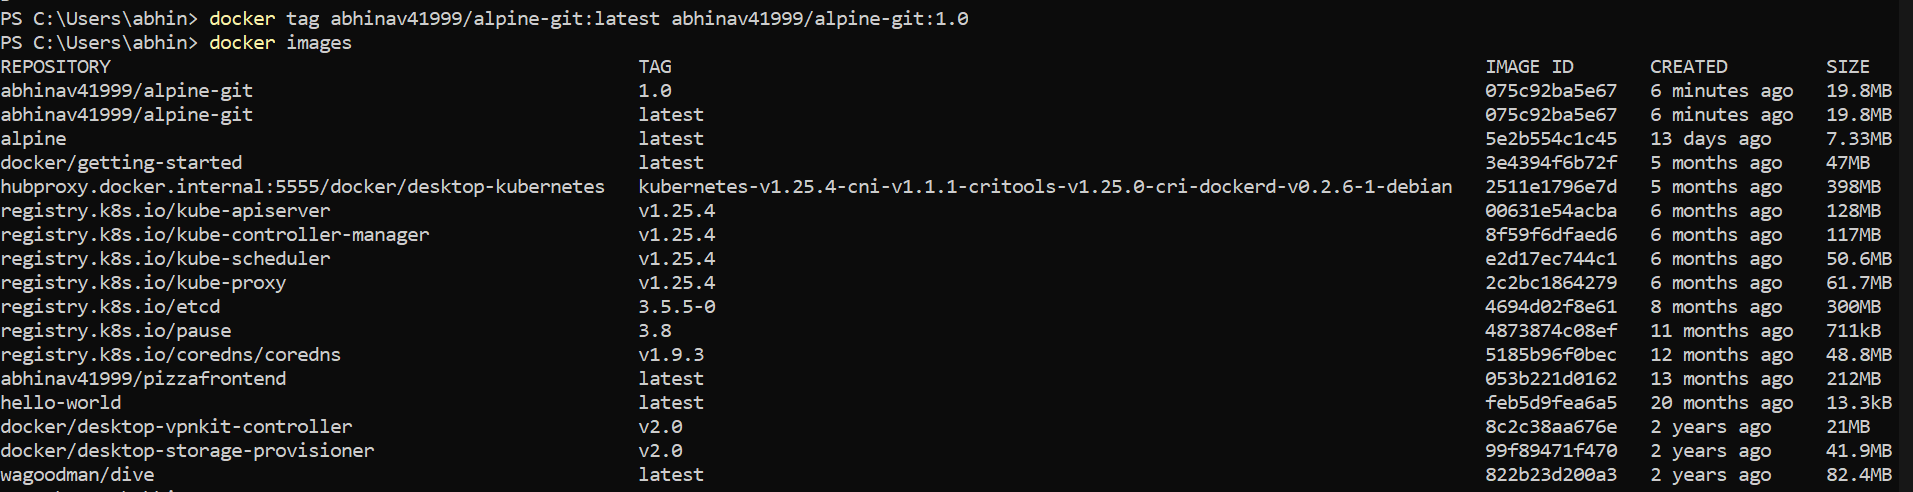 PS C:\Users\abhin> docker tag abhinav41999/alpine-git:latest abhinav41999/alpine-git:1.0
PS C:\Users\abhin> docker images
REPOSITORY TAG IMAGE ID CREATED SIZE
abhinav41999/alpine-git 1.0 075c92ba5e67 6 minutes ago 19.8MB
abhinav41999/alpine-git latest 075c92ba5e67 6 minutes ago 19.8MB
alpine latest 5e2b554c1c45 13 days ago 7.33MB
docker/getting-started latest 3e4394f6b72f 5 months ago 47MB
hubproxy.docker.internal:5555/docker/desktop-kubernetes kubernetes-v1.25.4-cni-v1.1.1-critools-v1.25.0-cri-dockerd-v0.2.6-1-debian 2511e1796e7d 5 months ago 398MB
registry.k8s.io/kube-apiserver v1.25.4 00631e54acba 6 months ago 128MB
registry.k8s.io/kube-controller-manager v1.25.4 8f59f6dfaed6 6 months ago 117MB
registry.k8s.io/kube-scheduler v1.25.4 e2d17ec744c1 6 months ago 50.6MB
registry.k8s.io/kube-proxy v1.25.4 2c2bc1864279 6 months ago 61.7MB
registry.k8s.io/etcd 3.5.5-0 4694d02f8e61 8 months ago 300MB
registry.k8s.io/pause 3.8 4873874c08ef 11 months ago 711kB
registry.k8s.io/coredns/coredns v1.9.3 5185b96f0bec 12 months ago 48.8MB
abhinav41999/pizzafrontend latest 053b221d0162 13 months ago 212MB
hello-world latest feb5d9fea6a5 20 months ago 13.3kB
docker/desktop-vpnkit-controller v2.0 8c2c38aa676e 2 years ago 21MB
docker/desktop-storage-provisioner v2.0 99f89471f470 2 years ago 41.9MB
wagoodman/dive latest 822b23d200a3 2 years ago 82.4MB